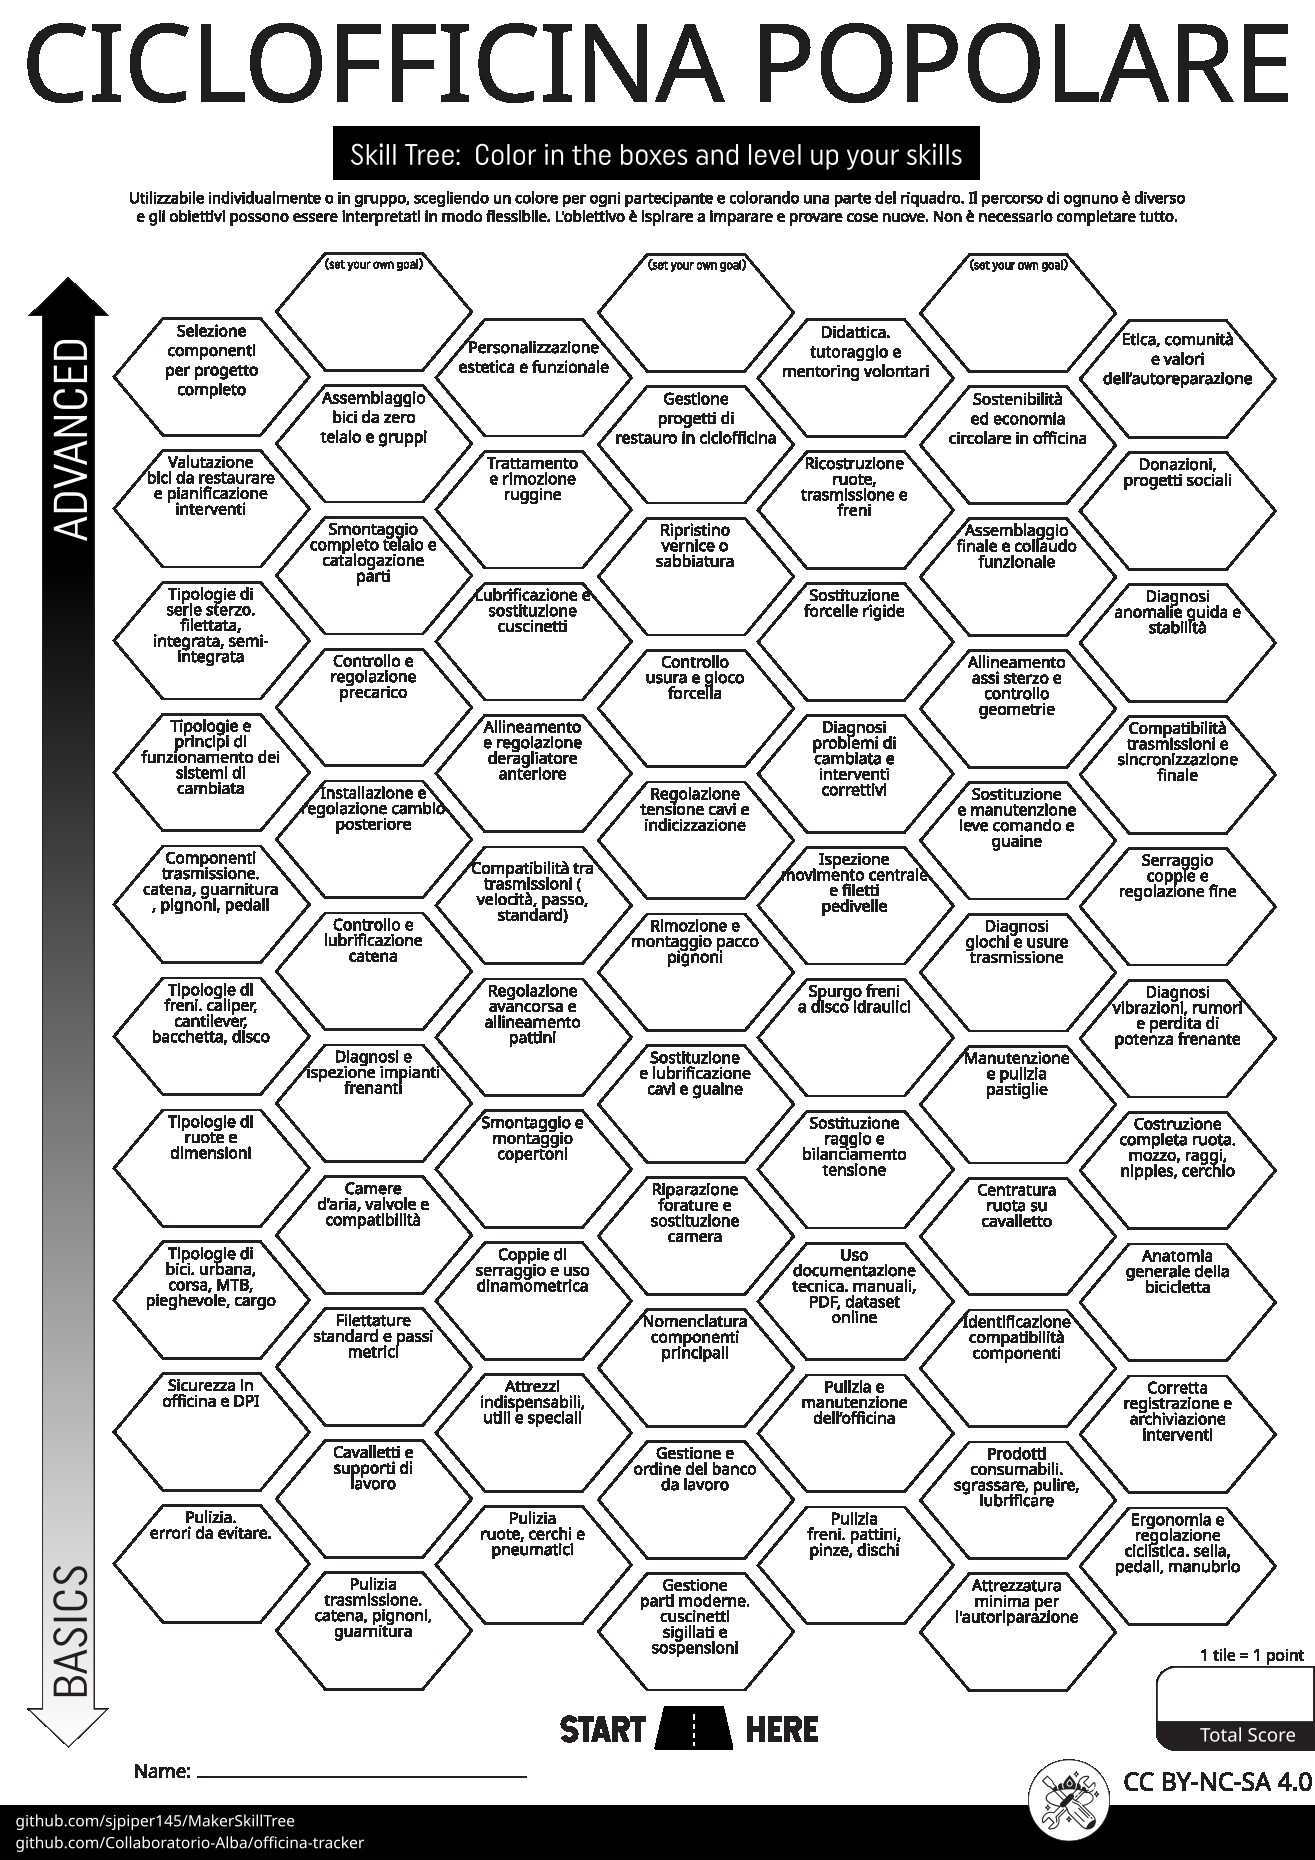 CICLOFFICINA POPOLARE
Skill Tree: Color in the boxes and level up your skills
Utilizzabile individualmente o in gruppo, scegliendo un colore per ogni partecipante e colorando una parte del riquadro. Il percorso di ognuno è diverso
e gli obiettivi possono essere interpretati in modo flessibile. L'obiettivo è ispirare a imparare e provare cose nuove. Non è necessario completare tutto.
(set your own goal)
(set your own goal)
(set your own goal)
ADVANCED
Selezione
componenti
per progetto
completo
Personalizzazione
estetica e funzionale
Didattica.
tutoraggio e
mentoring volontari
Etica, comunità
e valori
dell'autoreparazione
Assemblaggio
bici da zero
telaio e gruppi
Gestione
progetti di
restauro in ciclofficina
Sostenibilità
ed economia
circolare in officina
Valutazione
bici da restaurare
e pianificazione
interventi
Trattamento
e rimozione
ruggine
Ricostruzione
ruote,
trasmissione e
freni
Donazioni,
progetti sociali
Smontaggio
completo telaio e
catalogazione
parti
Ripristino
vernice o
sabbiatura
Assemblaggio
finale e collaudo
funzionale
Tipologie di
serie sterzo.
filettata,
integrata, semi-
integrata
Lubrificazione e
sostituzione
cuscinetti
Sostituzione
forcelle rigide
Diagnosi
anomalie guida e
stabilità
Controllo e
regolazione
precarico
Controllo
usura e gioco
forcella
Allineamento
assi sterzo e
controllo
geometrie
Tipologie e
principi di
funzionamento dei
sistemi di
cambiata
Allineamento
e regolazione
deragliatore
anteriore
Diagnosi
problemi di
cambiata e
interventi
correttivi
Compatibilità
trasmissioni e
sincronizzazione
finale
Installazione e
regolazione cambio
posteriore
Regolazione
tensione cavi e
indicizzazione
Sostituzione
e manutenzione
leve comando e
guaine
Componenti
trasmissione.
catena, guarnitura
, pignoni, pedali
Compatibilità tra
trasmissioni (
velocità, passo,
standard)
Ispezione
movimento centrale
e filetti
pedivelle
Serraggio
coppie e
regolazione fine
Controllo e
lubrificazione
catena
Rimozione e
montaggio pacco
pignoni
Diagnosi
giochi e usure
trasmissione
Tipologie di
freni. caliper,
cantilever,
bacchetta, disco
Regolazione
avancorsa e
allineamento
pattini
Spurgo freni
a disco idraulici
Diagnosi
vibrazioni, rumori
e perdita di
potenza frenante
Diagnosi e
ispezione impianti
frenanti
Sostituzione
e lubrificazione
cavi e guaine
Manutenzione
e pulizia
pastiglie
Tipologie di
ruote e
dimensioni
Smontaggio e
montaggio
copertoni
Sostituzione
raggio e
bilanciamento
tensione
Costruzione
completa ruota.
mozzo, raggi,
nipples, cerchio
Camere
d'aria, valvole e
compatibilità
Riparazione
forature e
sostituzione
camera
Centratura
ruota su
cavalletto
Tipologie di
bici. urbana,
corsa, MTB,
pieghevole, cargo
Coppie di
serraggio e uso
dinamometrica
Uso
documentazione
tecnica. manuali,
PDF, dataset
online
Anatomia
generale della
bicicletta
Filettature
standard e passi
metrici
Nomenclatura
componenti
principali
Identificazione
compatibilità
componenti
Sicurezza in
officina e DPI
Attrezzi
indispensabili,
utili e speciali
Pulizia e
manutenzione
dell'officina
Corretta
registrazione e
archiviazione
interventi
Cavalletti e
supporti di
lavoro
Gestione e
ordine del banco
da lavoro
Prodotti
consumabili.
sgrassare, pulire,
lubrificare
Pulizia.
errori da evitare.
Pulizia
ruote, cerchi e
pneumatici
Pulizia
freni. pattini,
pinze, dischi
Ergonomia e
regolazione
ciclistica. sella,
pedali, manubrio
Pulizia
trasmissione.
catena, pignoni,
guarnitura
Gestione
parti moderne.
cuscinetti
sigillati e
sospensioni
Attrezzatura
minima per
l'autoriparazione
BASICS
1 tile = 1 point
Total Score
START HERE
Name:
CC BY-NC-SA 4.0
github.com/sjpiper145/MakerSkillTree
github.com/Collaboratorio-Alba/officina-tracker